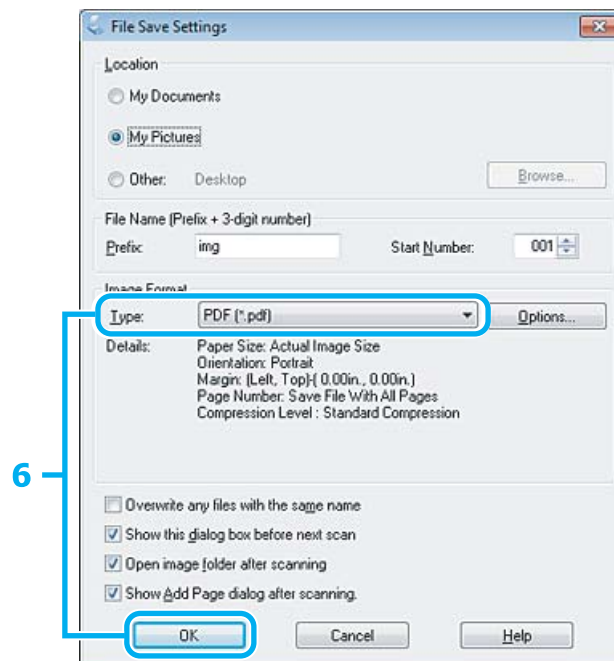 File Save Settings
Location
My Documents
My Pictures
Other: Desktop Browse...
File Name (Prefix + 3-digit number)
Prefix: img Start Number: 001
Image Format
Type: PDF (*.pdf) Options...
Details: Paper Size: Actual Image Size
Orientation: Portrait
Margin: (Left, Top)-( 0.00in., 0.00in.)
Page Number: Save File With All Pages
Compression Level : Standard Compression
6
Overwrite any files with the same name
Show this dialog box before next scan
Open image folder after scanning
Show Add Page dialog after scanning.
OK Cancel Help